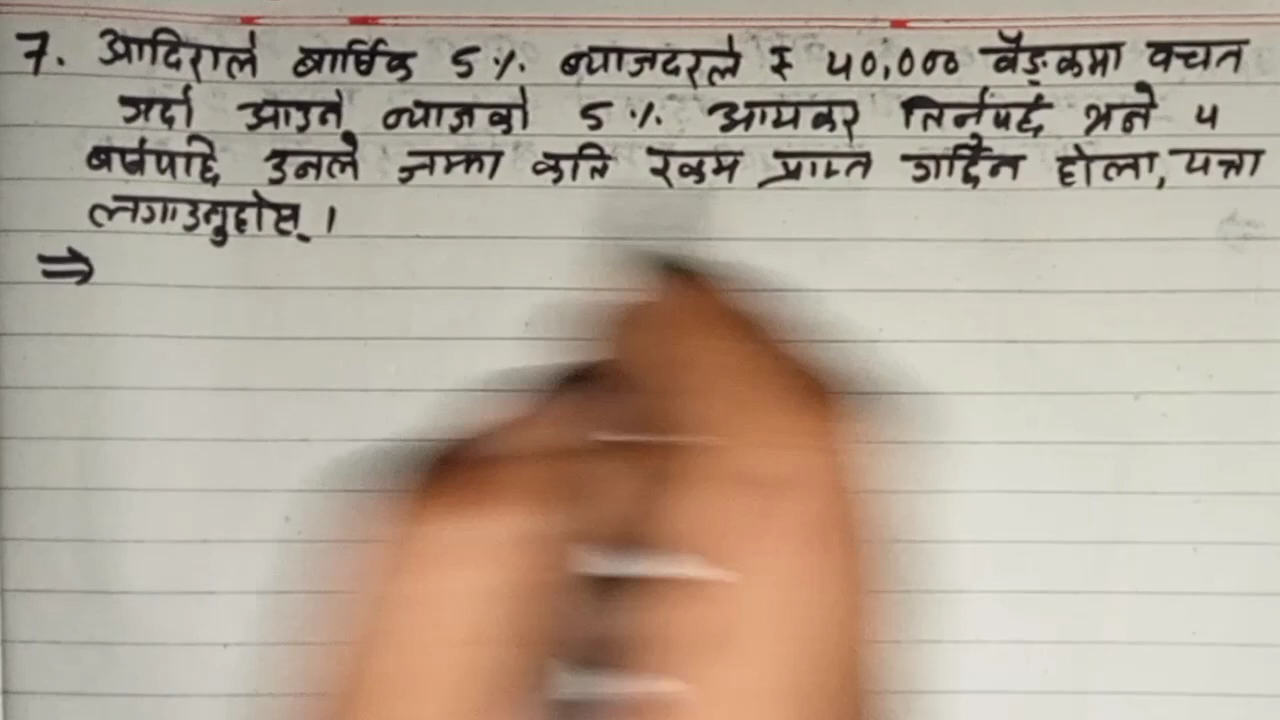 7. आदिराले बार्षिक 5% ब्याजदरले रु 40,000 बैङ्कमा बचत
गर्दा आउने ब्याजको 5% आयकर तिर्नुपर्छ भने 4
बर्षपछि उनले जम्मा कति रकम प्राप्त गर्छिन होला, पत्ता
लगाउनुहोस् ।
⇒